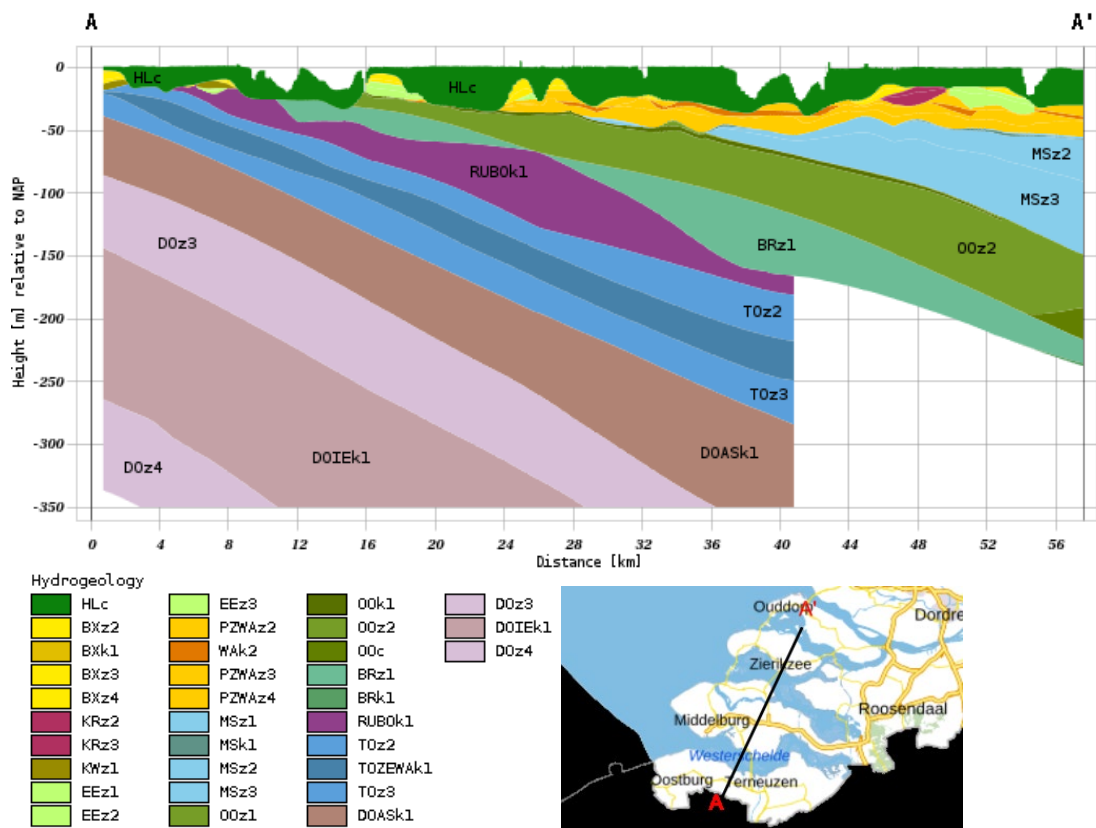 A A'
Height [m] relative to NAP
0
-50
-100
-150
-200
-250
-300
-350
HLc
HLc
MSz2
RUBOk1
MSz3
DOz3
BRz1
OOz2
TOz2
TOz3
DOASk1
DOIEk1
DOz4
0 4 8 12 16 20 24 28 32 36 40 44 48 52 56
Distance [km]
Hydrogeology
HLc
BXz2
BXk1
BXz3
BXz4
KRz2
KRz3
KWz1
EEz1
EEz2
EEz3
PZWAz2
WAk2
PZWAz3
PZWAz4
MSz1
MSk1
MSz2
MSz3
OOz1
OOk1
OOz2
OOc
BRz1
BRk1
RUBOk1
TOz2
TOZEWAk1
TOz3
DOASk1
DOz3
DOIEk1
DOz4
A'
Dordre
Zierikzee
Roosendaal
Middelburg
Westerschelde
Oostburg
Terneuzen
A